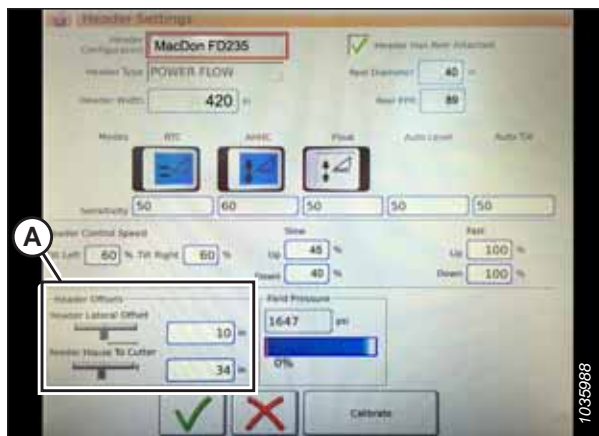 Header Settings
Header Configuration MacDon FD235 Header Has Reel Attached
Header Type POWER FLOW Reel Diameter 40 in
Header Width 420 in Reel PPR 89
Modes RTC AHHC Float Auto Level Auto Tilt
Sensitivity 50 60 50 50 50
Header Control Speed Slow Fast
Tilt Left 60 % Tilt Right 60 % Up 45 % Up 100 %
Down 40 % Down 100 %
A
Header Offsets Field Pressure
Header Lateral Offset 10 in 1647 psi
Feeder House To Cutter 34 in 0%
Calibrate
1035988